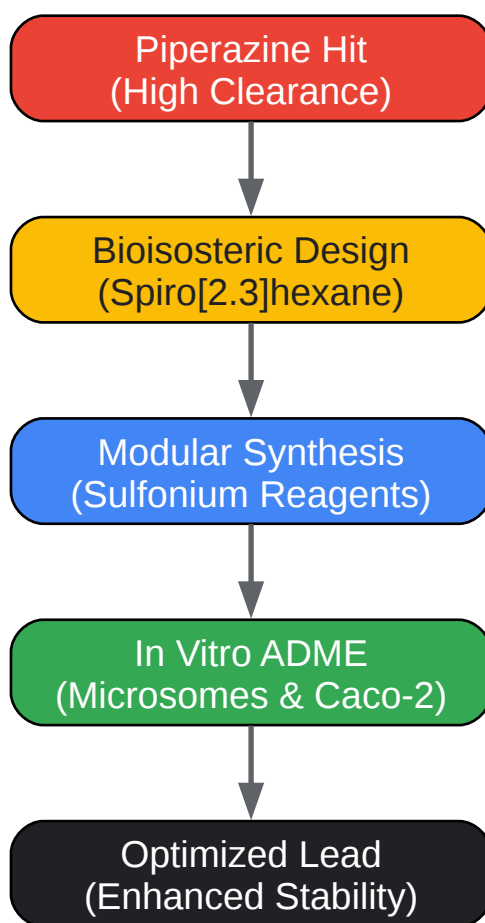 Piperazine Hit
(High Clearance)
Bioisosteric Design
(Spiro[2.3]hexane)
Modular Synthesis
(Sulfonium Reagents)
In Vitro ADME
(Microsomes & Caco-2)
Optimized Lead
(Enhanced Stability)